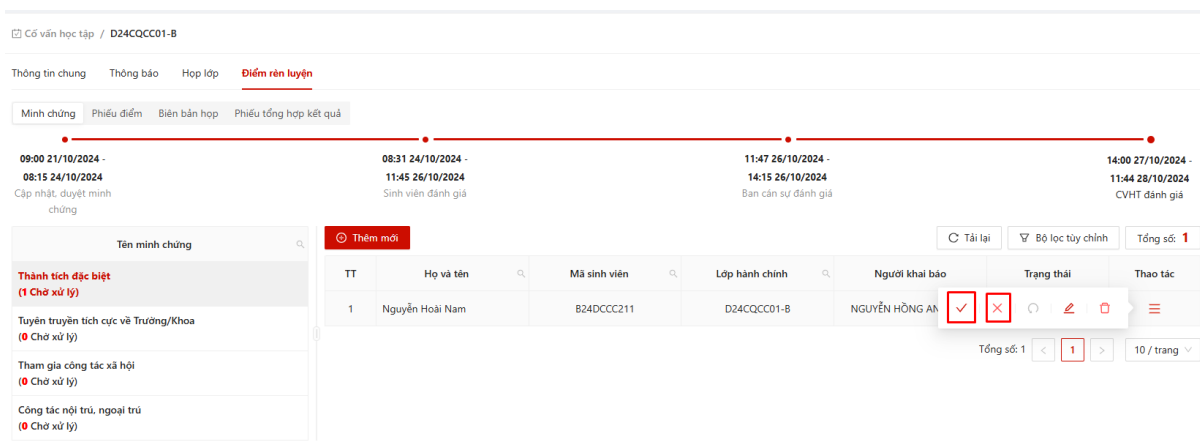 Cố vấn học tập / D24CQCC01-B
Thông tin chung Thông báo Họp lớp Điểm rèn luyện
Minh chứng Phiếu điểm Biên bản họp Phiếu tổng hợp kết quả
09:00 21/10/2024 -
08:15 24/10/2024
Cập nhật, duyệt minh
chứng
08:31 24/10/2024 -
11:45 26/10/2024
Sinh viên đánh giá
11:47 26/10/2024 -
14:15 26/10/2024
Ban cán sự đánh giá
14:00 27/10/2024 -
11:44 28/10/2024
CVHT đánh giá
Tên minh chứng
Thành tích đặc biệt
(1 Chờ xử lý)
Tuyên truyền tích cực về Trường/Khoa
(0 Chờ xử lý)
Tham gia công tác xã hội
(0 Chờ xử lý)
Công tác nội trú, ngoại trú
(0 Chờ xử lý)
Thêm mới Tải lại Bộ lọc tùy chỉnh Tổng số: 1
TT Họ và tên Mã sinh viên Lớp hành chính Người khai báo Trạng thái Thao tác
1 Nguyễn Hoài Nam B24DCCC211 D24CQCC01-B NGUYỄN HỒNG AN
Tổng số: 1 < 1 > 10 / trang